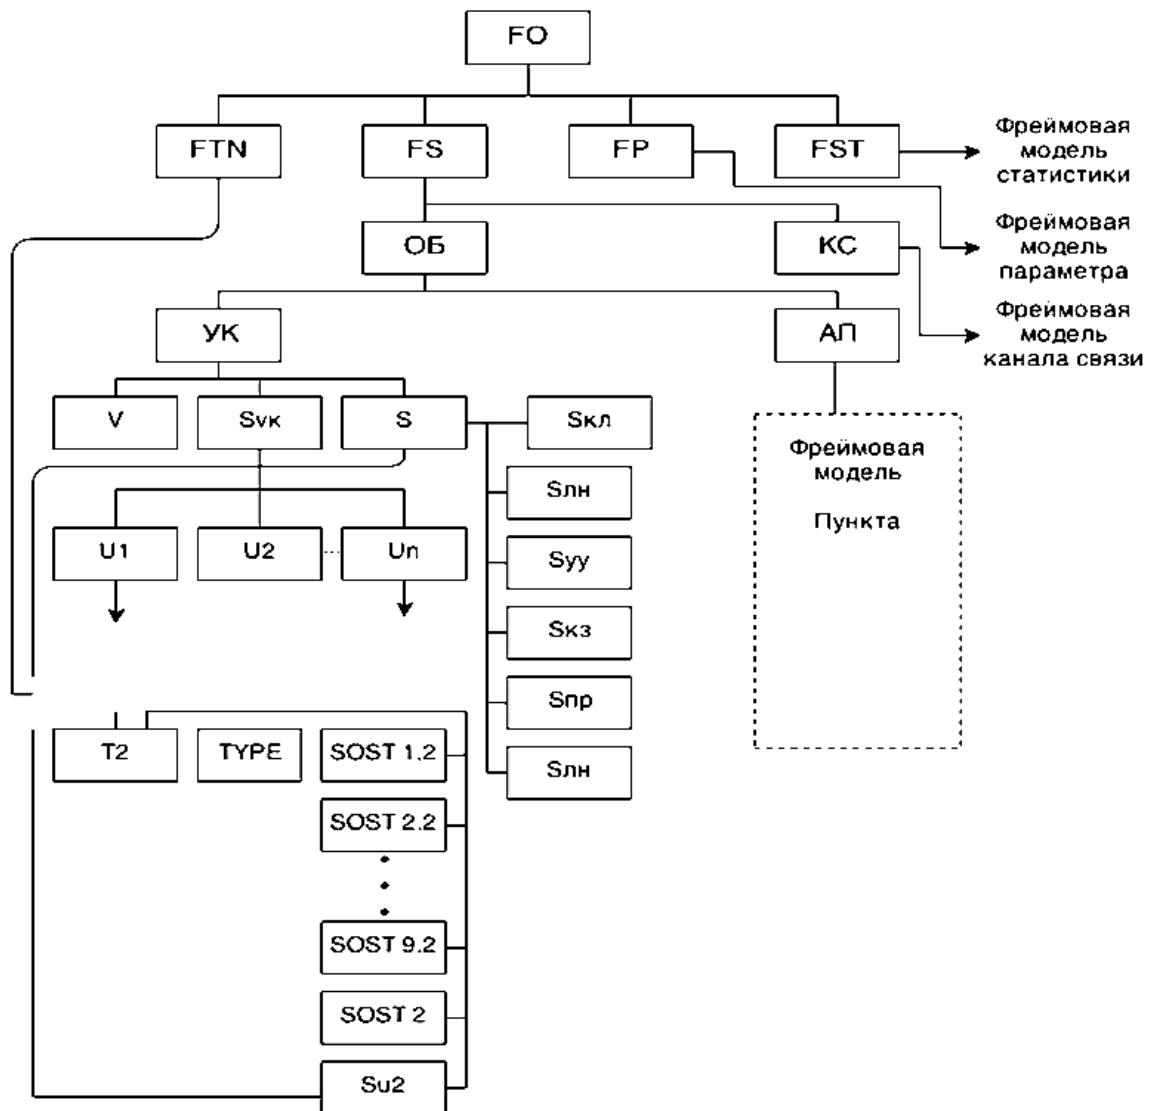 FO
FTN
FS
FP
FST
Фреймовая
модель
статистики
ОБ
КС
Фреймовая
модель
параметра
УК
АП
Фреймовая
модель
канала связи
V
Sук
S
Sкл
Фреймовая
модель
Пункта
Sлн
U1
U2
Un
Sуу
Sкз
Sпр
T2
TYPE
SOST 1.2
Sлн
SOST 2.2
SOST 9.2
SOST 2
Su2